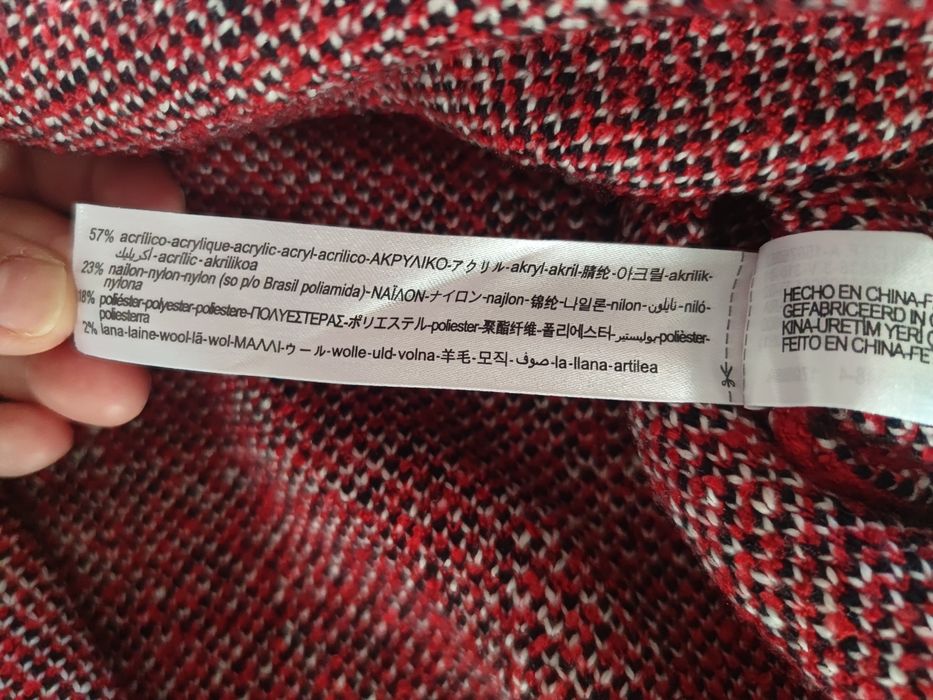 57% acrílico-acrylique-acrylic-acryl-acrilico-ΑΚΡΥΛΙΚΟ-アクリル-akryl-akril-腈纶-아크릴-akrilik-
أكريليك-acrílic-akrilikoa
23% nailon-nylon-nylon (so p/o Brasil poliamida)-ΝΑΪΛΟΝ-ナイロン-najlon-锦纶-나일론-nilon-نايلون-niló-
nylona
18% poliéster-polyester-poliestere-ΠΟΛΥΕΣΤΕΡΑΣ-ポリエステル-poliester-聚酯纤维-폴리에스터-بوليستير-polièster-
poliesterra
2% lana-laine-wool-lã-wol-ΜΑΛΛΙ-ウール-wolle-uld-volna-羊毛-모직-صوف-la-llana-artilea
HECHO EN CHINA-F
GEFABRICEERD IN C
KINA-URETİM YERİ Ç
FEITO EN CHINA-FE